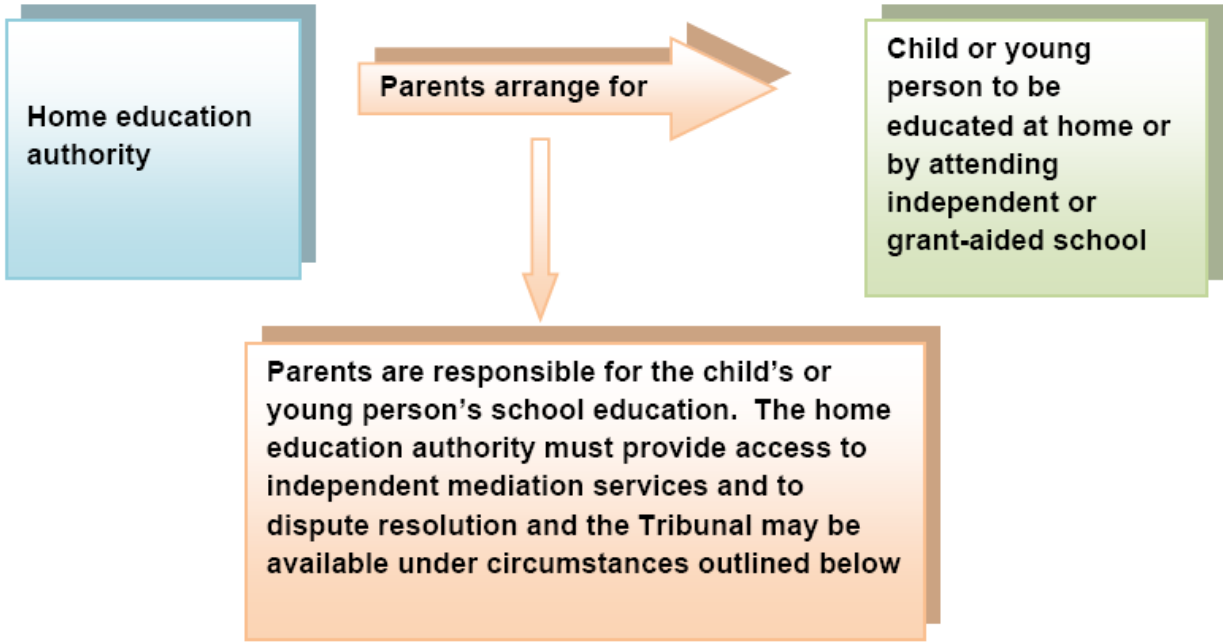 Home education
authority
Parents arrange for
Child or young
person to be
educated at home or
by attending
independent or
grant-aided school
Parents are responsible for the child’s or
young person’s school education.  The home
education authority must provide access to
independent mediation services and to
dispute resolution and the Tribunal may be
available under circumstances outlined below